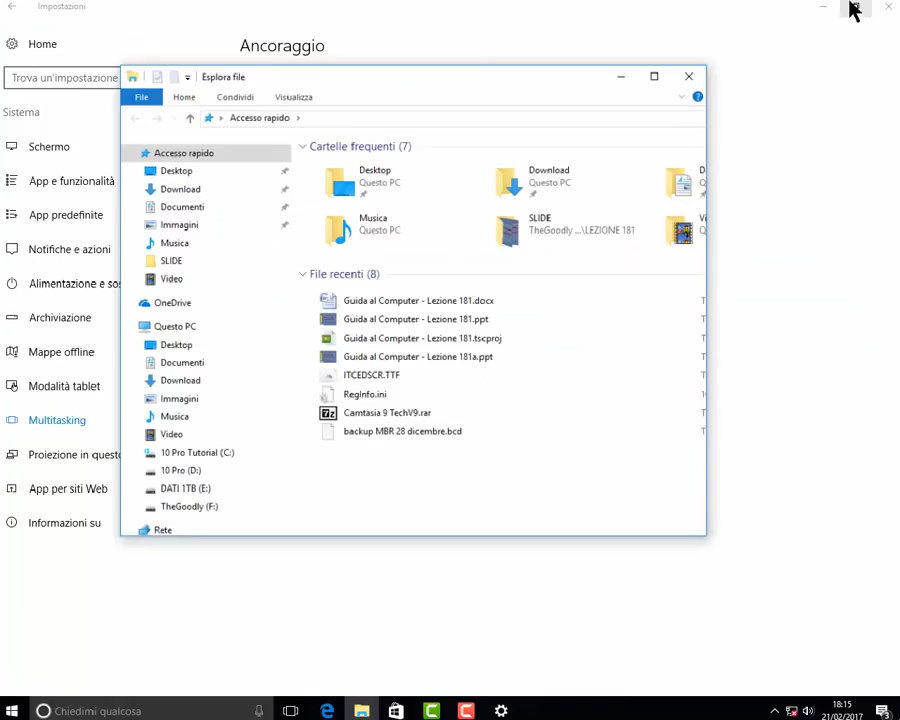 Impostazioni
Home
Ancoraggio
Trova un'impostazione
Sistema
Schermo
App e funzionalità
App predefinite
Notifiche e azioni
Alimentazione e sos
Archiviazione
Mappe offline
Modalità tablet
Multitasking
Proiezione in questo
App per siti Web
Informazioni su
Esplora file
File Home Condividi Visualizza
Accesso rapido
Accesso rapido
Desktop
Download
Documenti
Immagini
Musica
SLIDE
Video
OneDrive
Questo PC
Desktop
Documenti
Download
Immagini
Musica
Video
10 Pro Tutorial (C:)
10 Pro (D:)
DATI 1TB (E:)
TheGoodly (F:)
Rete
Cartelle frequenti (7)
Desktop
Questo PC
Download
Questo PC
D
Musica
Questo PC
SLIDE
TheGoodly ...\LEZIONE 181
File recenti (8)
Guida al Computer - Lezione 181.docx
Guida al Computer - Lezione 181.ppt
Guida al Computer - Lezione 181.tscproj
Guida al Computer - Lezione 181a.ppt
ITCEDSCR.TTF
RegInfo.ini
Camtasia 9 TechV9.rar
backup MBR 28 dicembre.bcd
Chiedimi qualcosa
18:15
21/02/2017
3